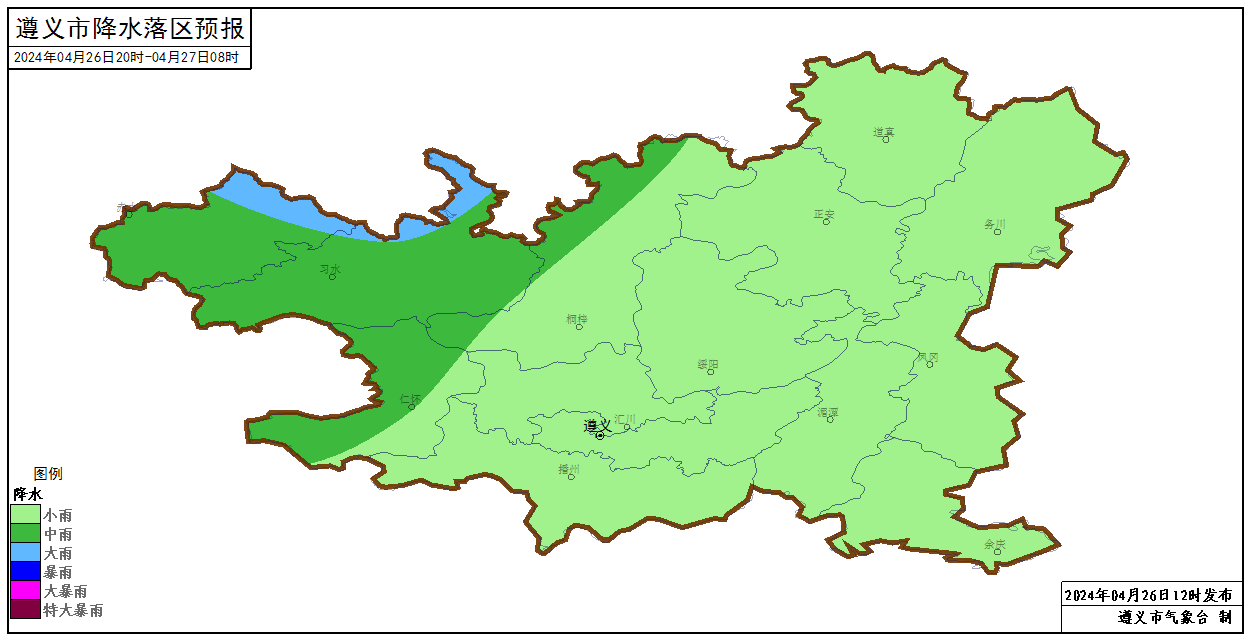 遵义市降水落区预报
2024年04月26日20时-04月27日08时
道真
赤水
正安
务川
习水
桐梓
绥阳
凤冈
仁怀
湄潭
汇川
遵义
播州
余庆
图例
降水
小雨
中雨
大雨
暴雨
大暴雨
特大暴雨
2024年04月26日12时发布
遵义市气象台 制